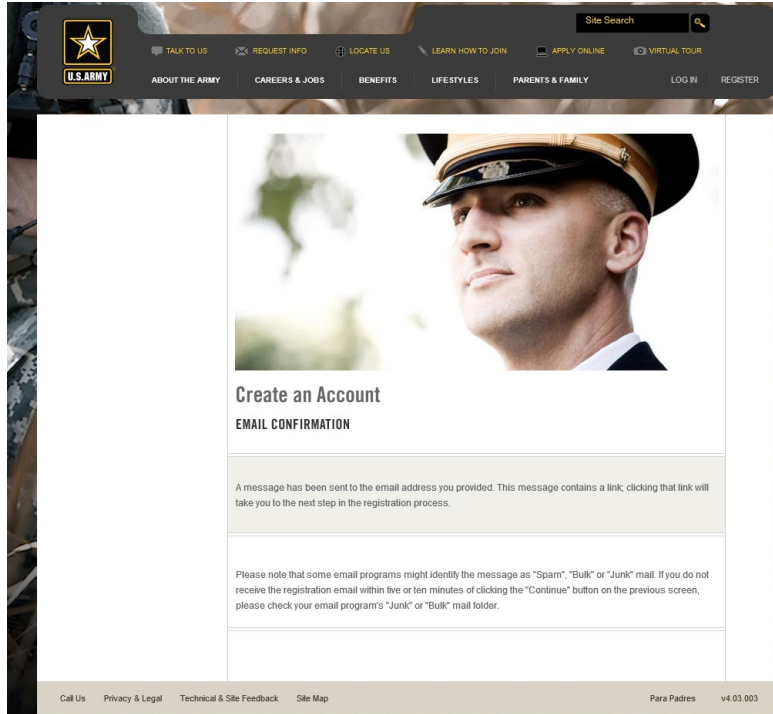 Site Search
TALK TO US
REQUEST INFO
LOCATE US
LEARN HOW TO JOIN
APPLY ONLINE
VIRTUAL TOUR
U.S.ARMY
ABOUT THE ARMY
CAREERS & JOBS
BENEFITS
LIFESTYLES
PARENTS & FAMILY
LOG IN
REGISTER
Create an Account
EMAIL CONFIRMATION
A message has been sent to the email address you provided. This message contains a link; clicking that link will
take you to the next step in the registration process.
Please note that some email programs might identify the message as "Spam", "Bulk" or "Junk" mail. If you do not
receive the registration email within five or ten minutes of clicking the "Continue" button on the previous screen,
please check your email program's "Junk" or "Bulk" mail folder.
Call Us
Privacy & Legal
Technical & Site Feedback
Site Map
Para Padres
v4.03.003